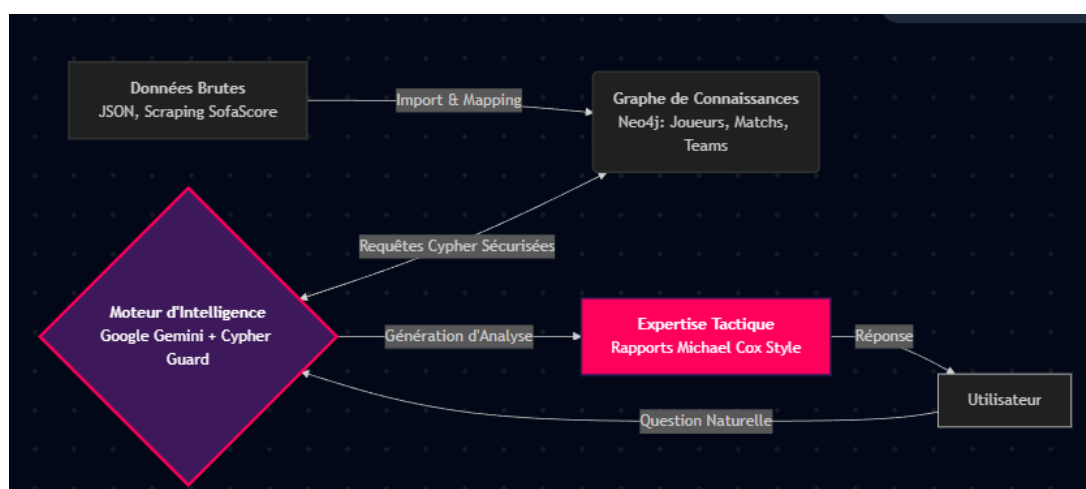 Données Brutes
JSON, Scraping SofaScore
Import & Mapping
Graphe de Connaissances
Neo4j: Joueurs, Matchs,
Teams
Requêtes Cypher Sécurisées
Moteur d'Intelligence
Google Gemini + Cypher
Guard
Génération d'Analyse
Expertise Tactique
Rapports Michael Cox Style
Réponse
Utilisateur
Question Naturelle